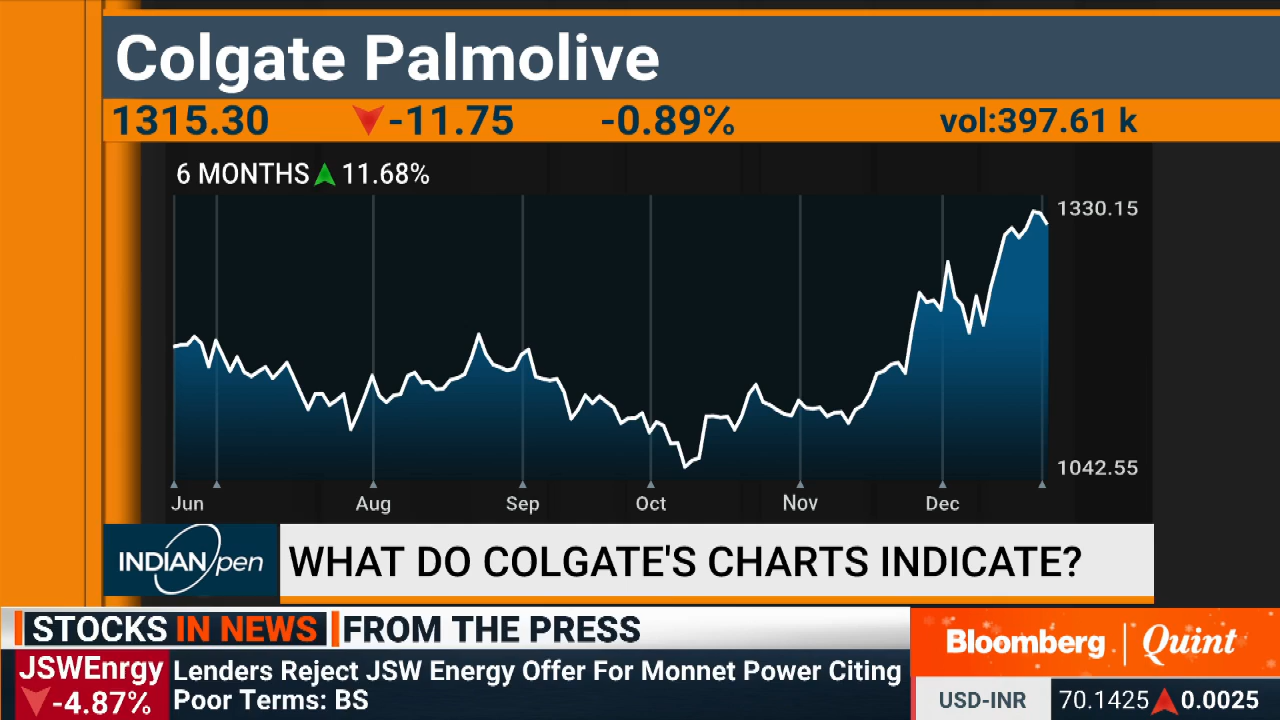 Colgate Palmolive
1315.30 -11.75 -0.89% vol:397.61 k
6 MONTHS 11.68%
1330.15
1042.55
Jun Aug Sep Oct Nov Dec
INDIAN open WHAT DO COLGATE'S CHARTS INDICATE?
STOCKS IN NEWS FROM THE PRESS
JSWEnrgy
-4.87%
Lenders Reject JSW Energy Offer For Monnet Power Citing
Poor Terms: BS
Bloomberg | Quint
USD-INR 70.1425 0.0025